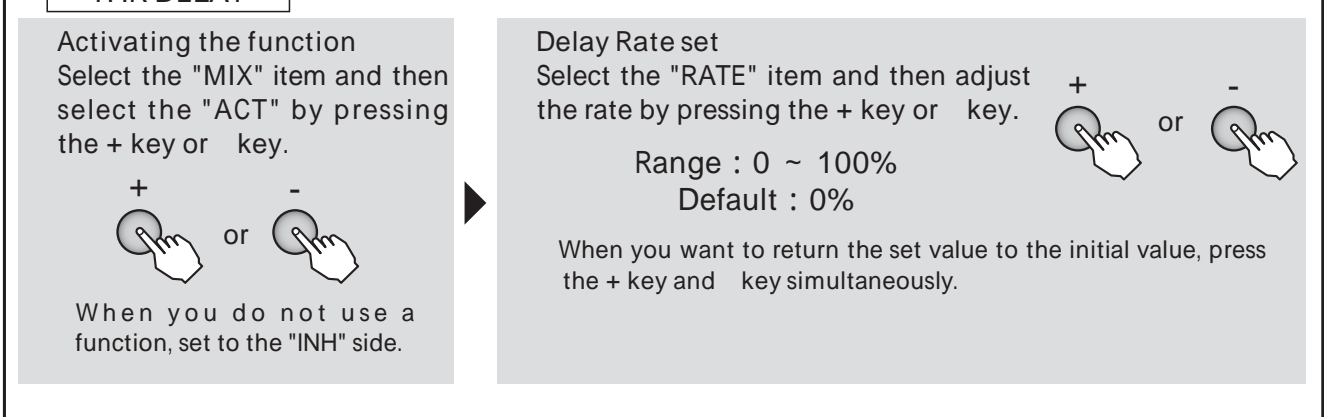 Activating the function
Select the "MIX" item and then
select the "ACT" by pressing
the + key or key.
+ -
or
When you do not use a
function, set to the "INH" side.
Delay Rate set
Select the "RATE" item and then adjust
the rate by pressing the + key or key.
+ -
or
Range : 0 ~ 100%
Default : 0%
When you want to return the set value to the initial value, press
the + key and key simultaneously.